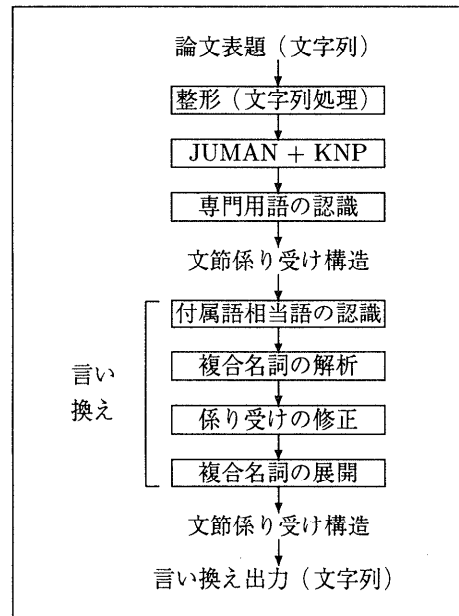 論文表題（文字列）
整形（文字列処理）
JUMAN + KNP
専門用語の認識
文節係り受け構造
付属語相当語の認識
複合名詞の解析
言い
換え
係り受けの修正
複合名詞の展開
文節係り受け構造
言い換え出力（文字列）